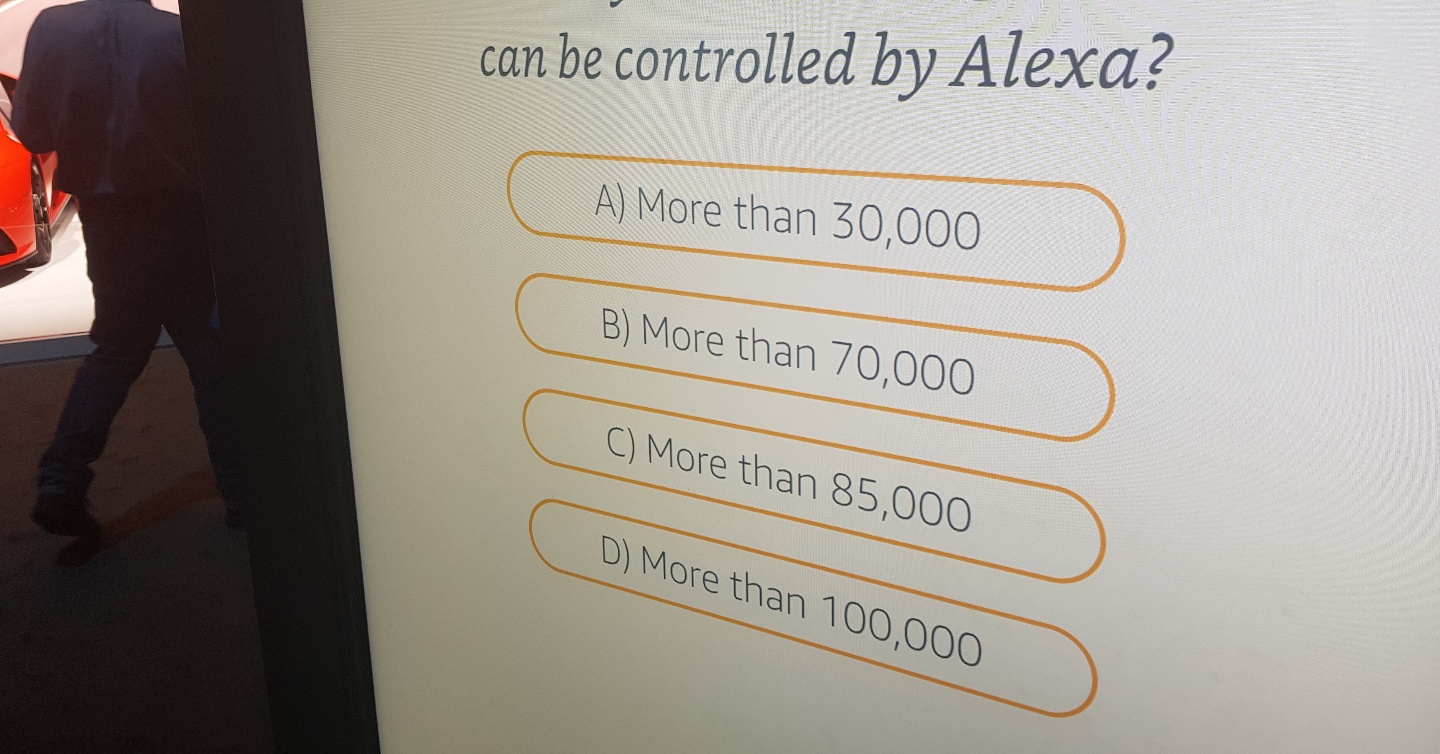 can be controlled by Alexa?
A) More than 30,000
B) More than 70,000
C) More than 85,000
D) More than 100,000